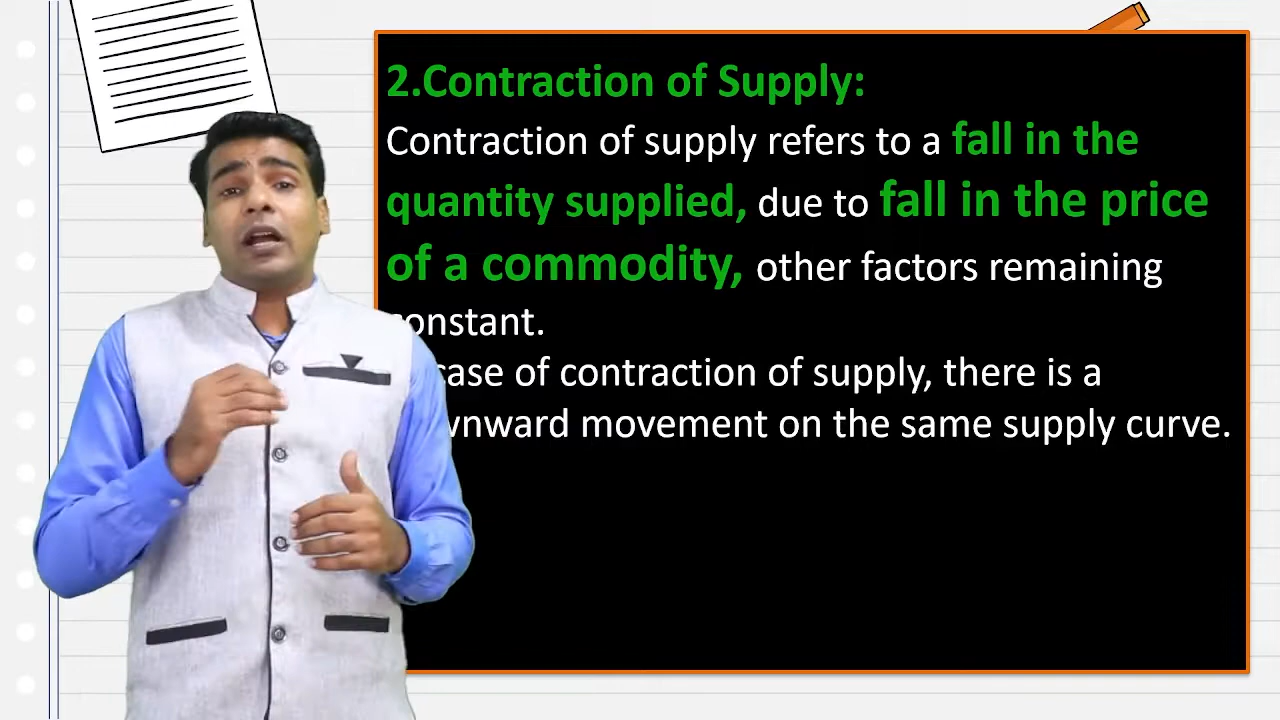 2.Contraction of Supply:
Contraction of supply refers to a fall in the
quantity supplied, due to fall in the price
of a commodity, other factors remaining
constant.
case of contraction of supply, there is a
downward movement on the same supply curve.